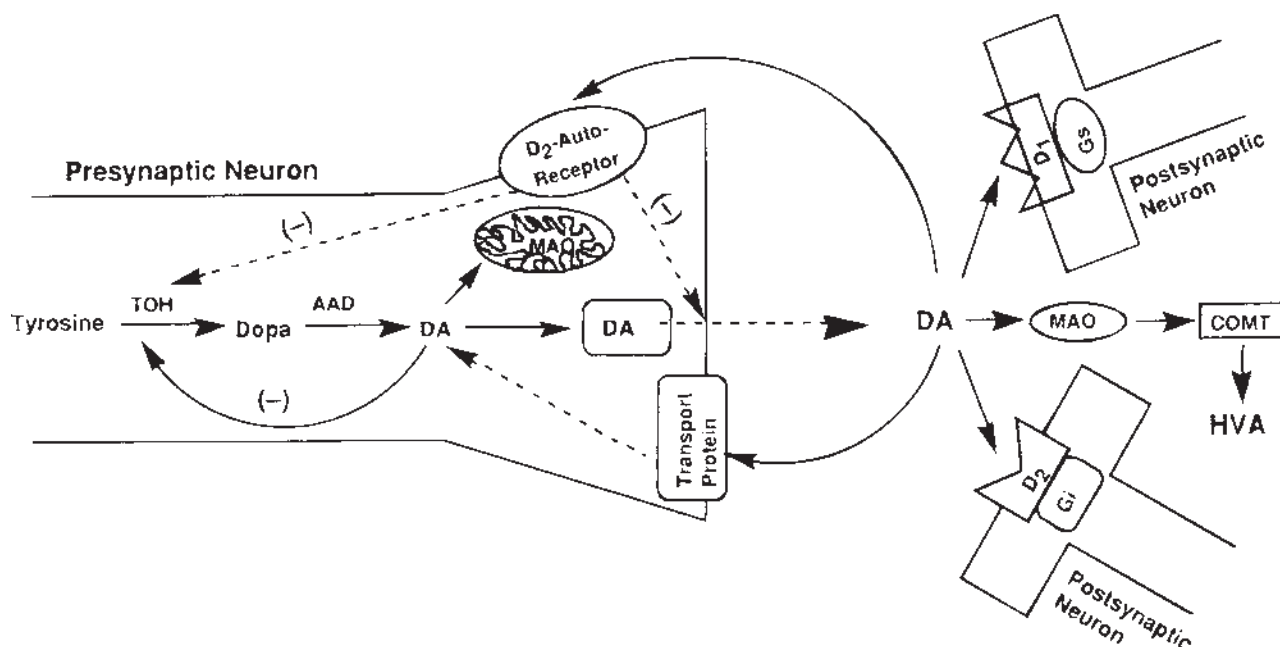 Presynaptic Neuron
D2-Auto-
Receptor
(-)
(-)
MAO
Tyrosine
TOH
Dopa
AAD
DA
DA
(-)
Transport
Protein
DA
D1
Gs
Postsynaptic
Neuron
MAO
COMT
HVA
D2
Gi
Postsynaptic
Neuron